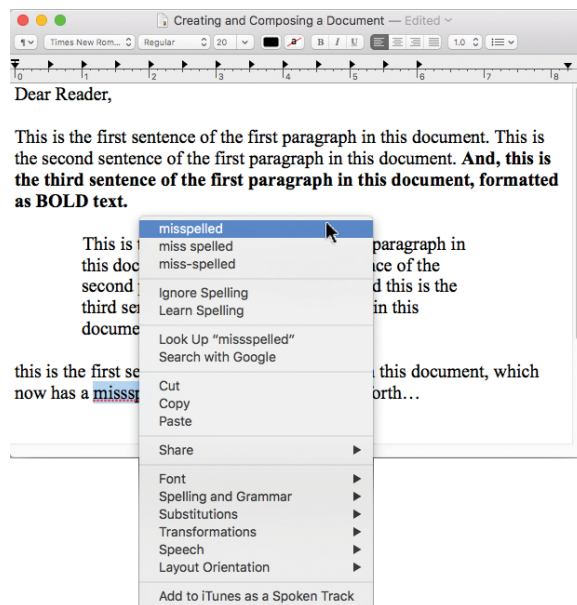 Creating and Composing a Document — Edited
¶ Times New Rom... Regular 20 a B I U 1.0
0 1 2 3 4 5 6 7 8
Dear Reader,
This is the first sentence of the first paragraph in this document. This is
the second sentence of the first paragraph in this document. And, this is
the third sentence of the first paragraph in this document, formatted
as BOLD text.
This is paragraph in
this doc ce of the
second d this is the
third ser in this
docume
this is the first se this document, which
now has a misssp orth…
misspelled
miss spelled
miss-spelled
Ignore Spelling
Learn Spelling
Look Up “missspelled”
Search with Google
Cut
Copy
Paste
Share
Font
Spelling and Grammar
Substitutions
Transformations
Speech
Layout Orientation
Add to iTunes as a Spoken Track